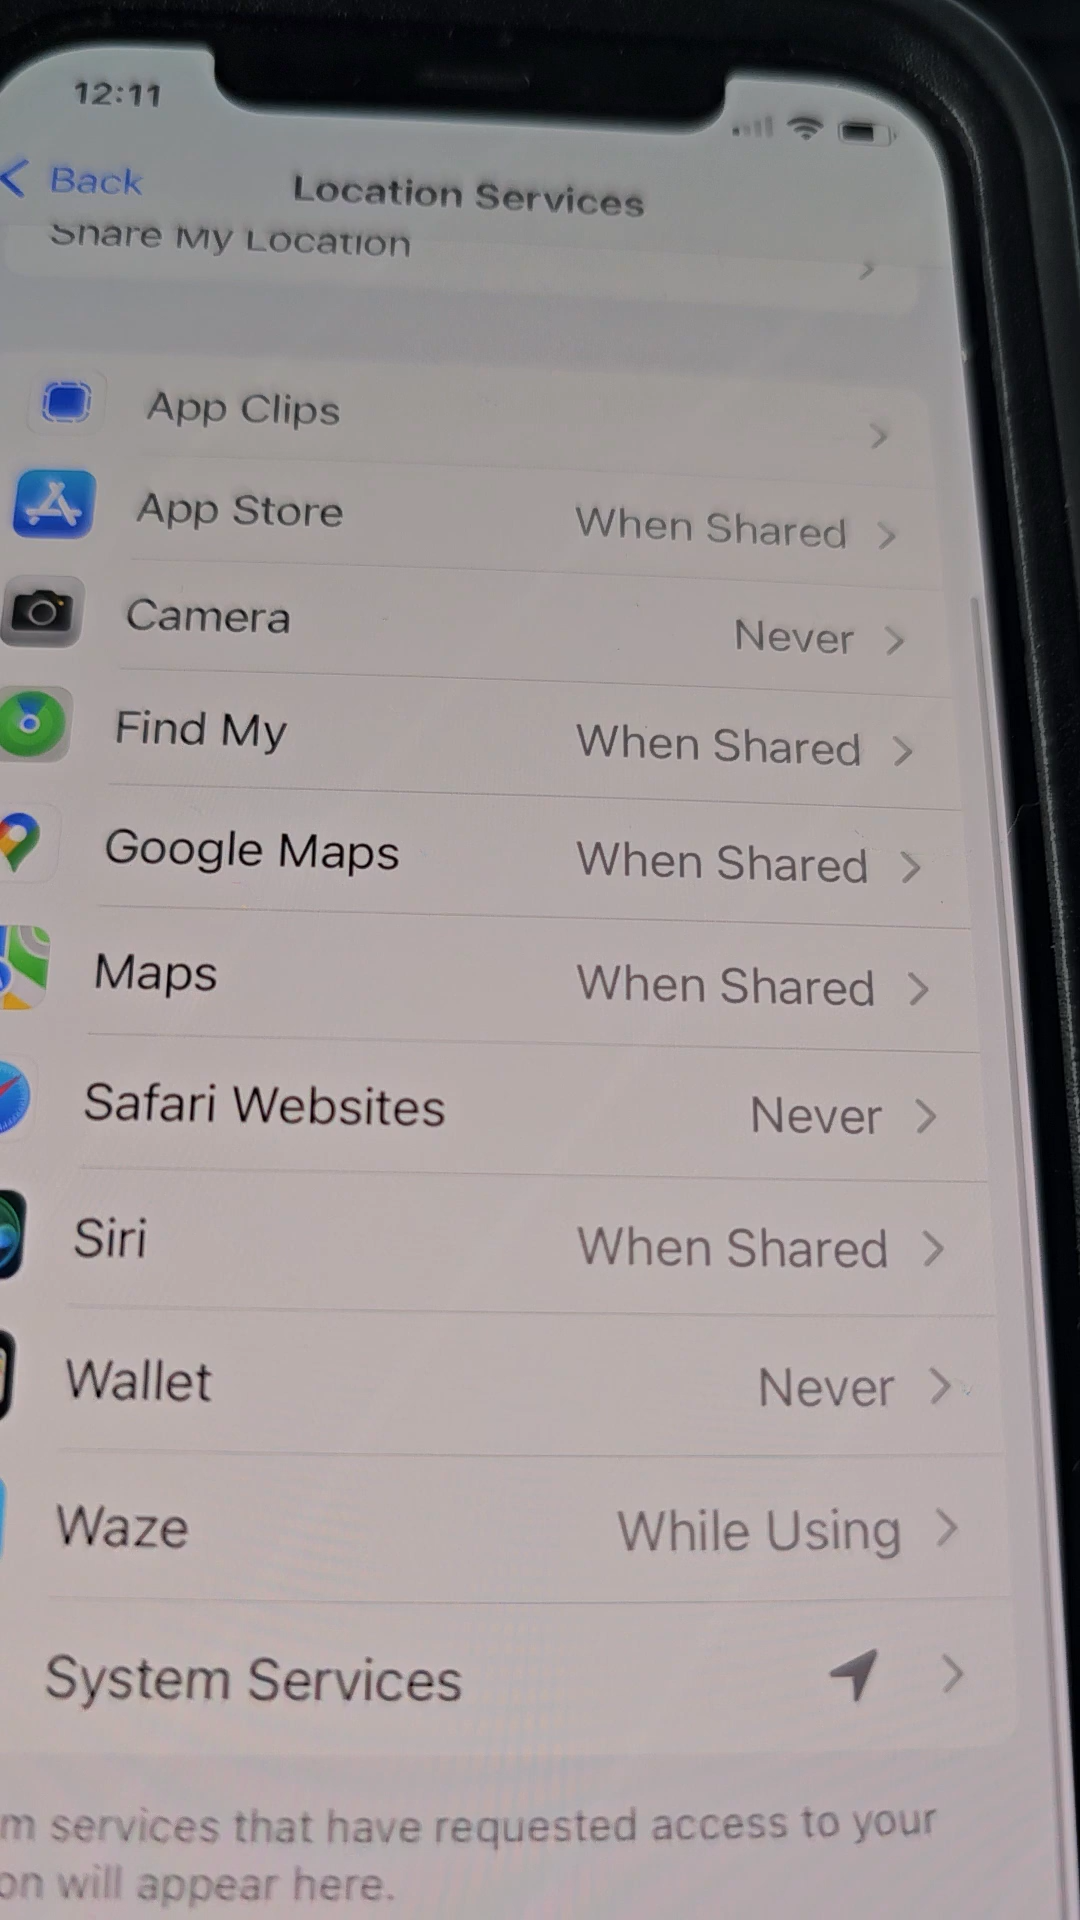 12:11
Back
Location Services
Share My Location
App Clips
App Store When Shared
Camera Never
Find My When Shared
Google Maps When Shared
Maps When Shared
Safari Websites Never
Siri When Shared
Wallet Never
Waze While Using
System Services
m services that have requested access to your
on will appear here.